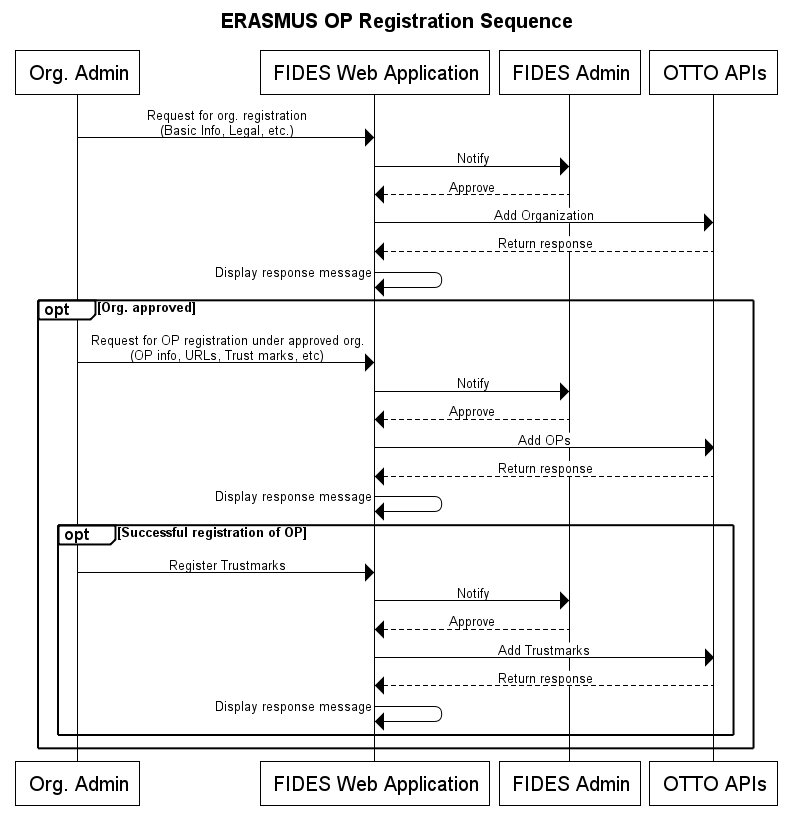 ERASMUS OP Registration Sequence
Org. Admin
FIDES Web Application
FIDES Admin
OTTO APIs
Request for org. registration
(Basic Info, Legal, etc.)
Notify
Approve
Add Organization
Return response
Display response message
opt
[Org. approved]
Request for OP registration under approved org.
(OP info, URLs, Trust marks, etc)
Notify
Approve
Add OPs
Return response
Display response message
opt
[Successful registration of OP]
Register Trustmarks
Notify
Approve
Add Trustmarks
Return response
Display response message
Org. Admin
FIDES Web Application
FIDES Admin
OTTO APIs